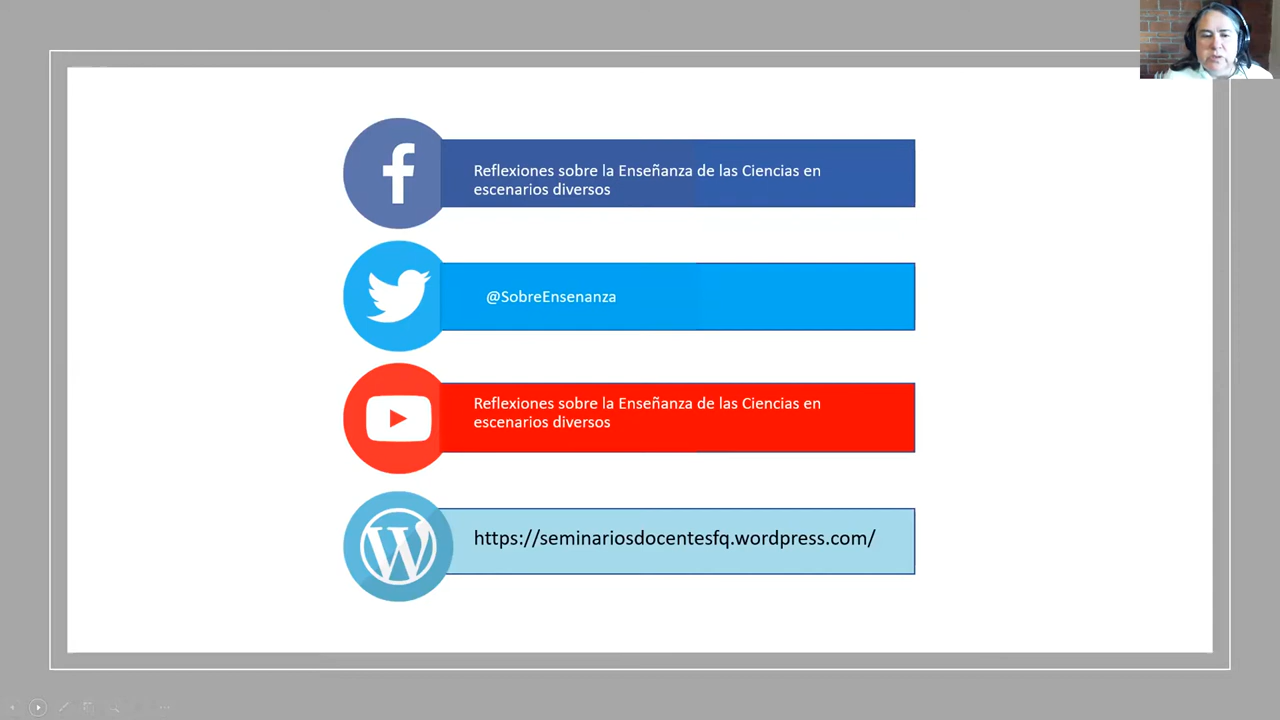 Reflexiones sobre la Enseñanza de las Ciencias en
escenarios diversos
@SobreEnsenanza
Reflexiones sobre la Enseñanza de las Ciencias en
escenarios diversos
https://seminariosdocentesfq.wordpress.com/